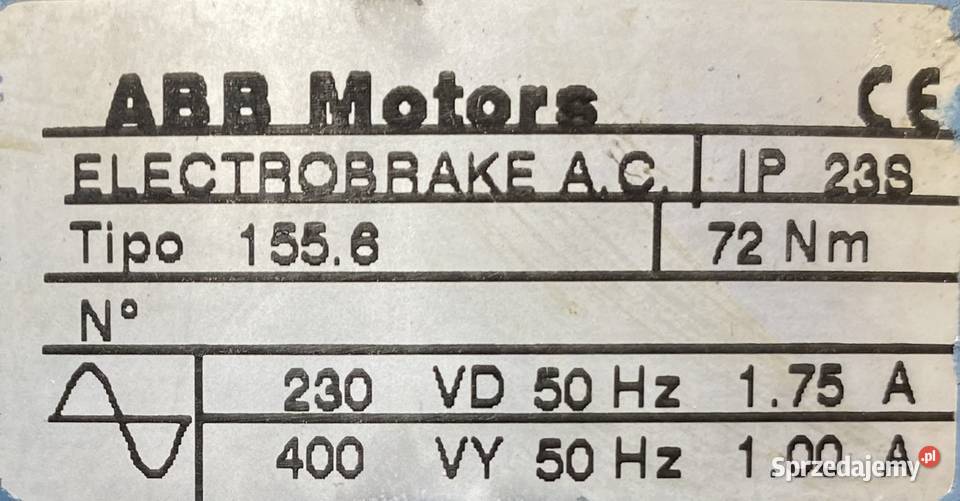 ABB Motors CE
ELECTROBRAKE A.C. IP 23S
Tipo 155.6 72 Nm
Nº
230 VD 50 Hz 1.75 A
400 VY 50 Hz 1.00 A
Sprzedajemy.pl